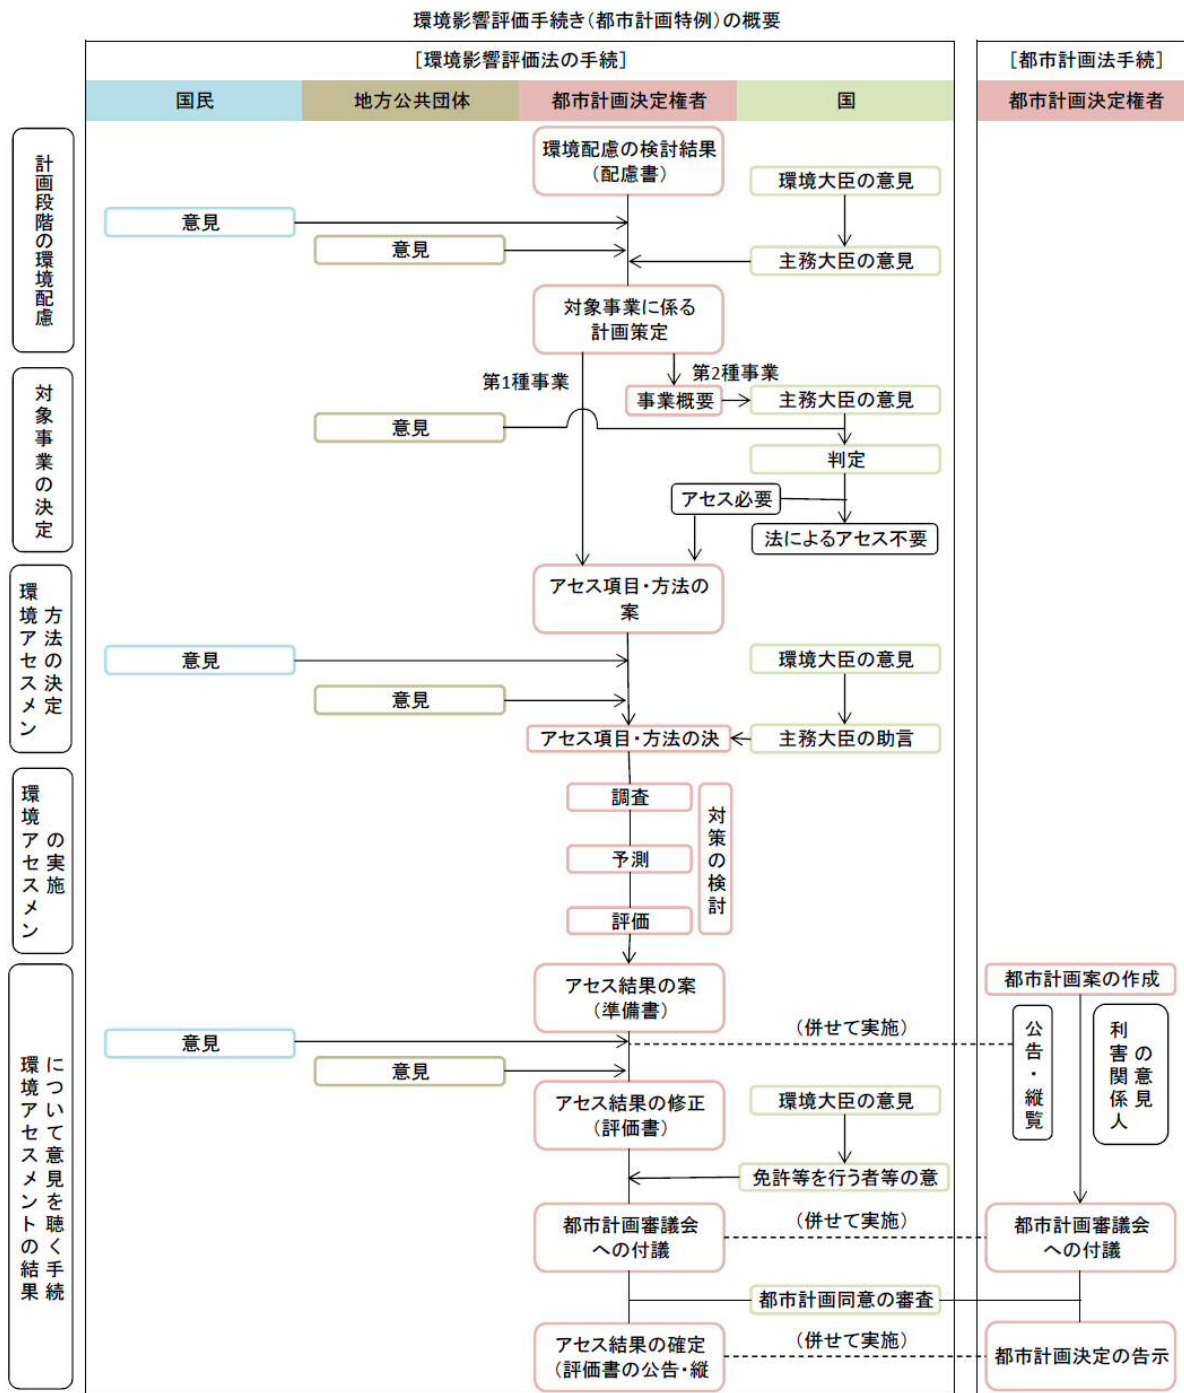 環境影響評価手続き(都市計画特例)の概要
[環境影響評価法の手続]
[都市計画法手続]
国民
地方公共団体
都市計画決定権者
国
都市計画決定権者
計画段階の環境配慮
環境配慮の検討結果
(配慮書)
環境大臣の意見
意見
意見
主務大臣の意見
対象事業に係る
計画策定
対象事業の決定
第1種事業
第2種事業
事業概要
主務大臣の意見
意見
判定
アセス必要
法によるアセス不要
環境アセスメン
方法の決定
アセス項目・方法の
案
意見
環境大臣の意見
意見
アセス項目・方法の決
主務大臣の助言
環境アセスメン
の実施
調査
予測
評価
対策の検討
環境アセスメントの結果
について意見を聴く手続
アセス結果の案
(準備書)
都市計画案の作成
意見
(併せて実施)
公告・縦覧
利害関係人
の意見
意見
アセス結果の修正
(評価書)
環境大臣の意見
免許等を行う者等の意
都市計画審議会
への付議
(併せて実施)
都市計画審議会
への付議
都市計画同意の審査
アセス結果の確定
(評価書の公告・縦
(併せて実施)
都市計画決定の告示